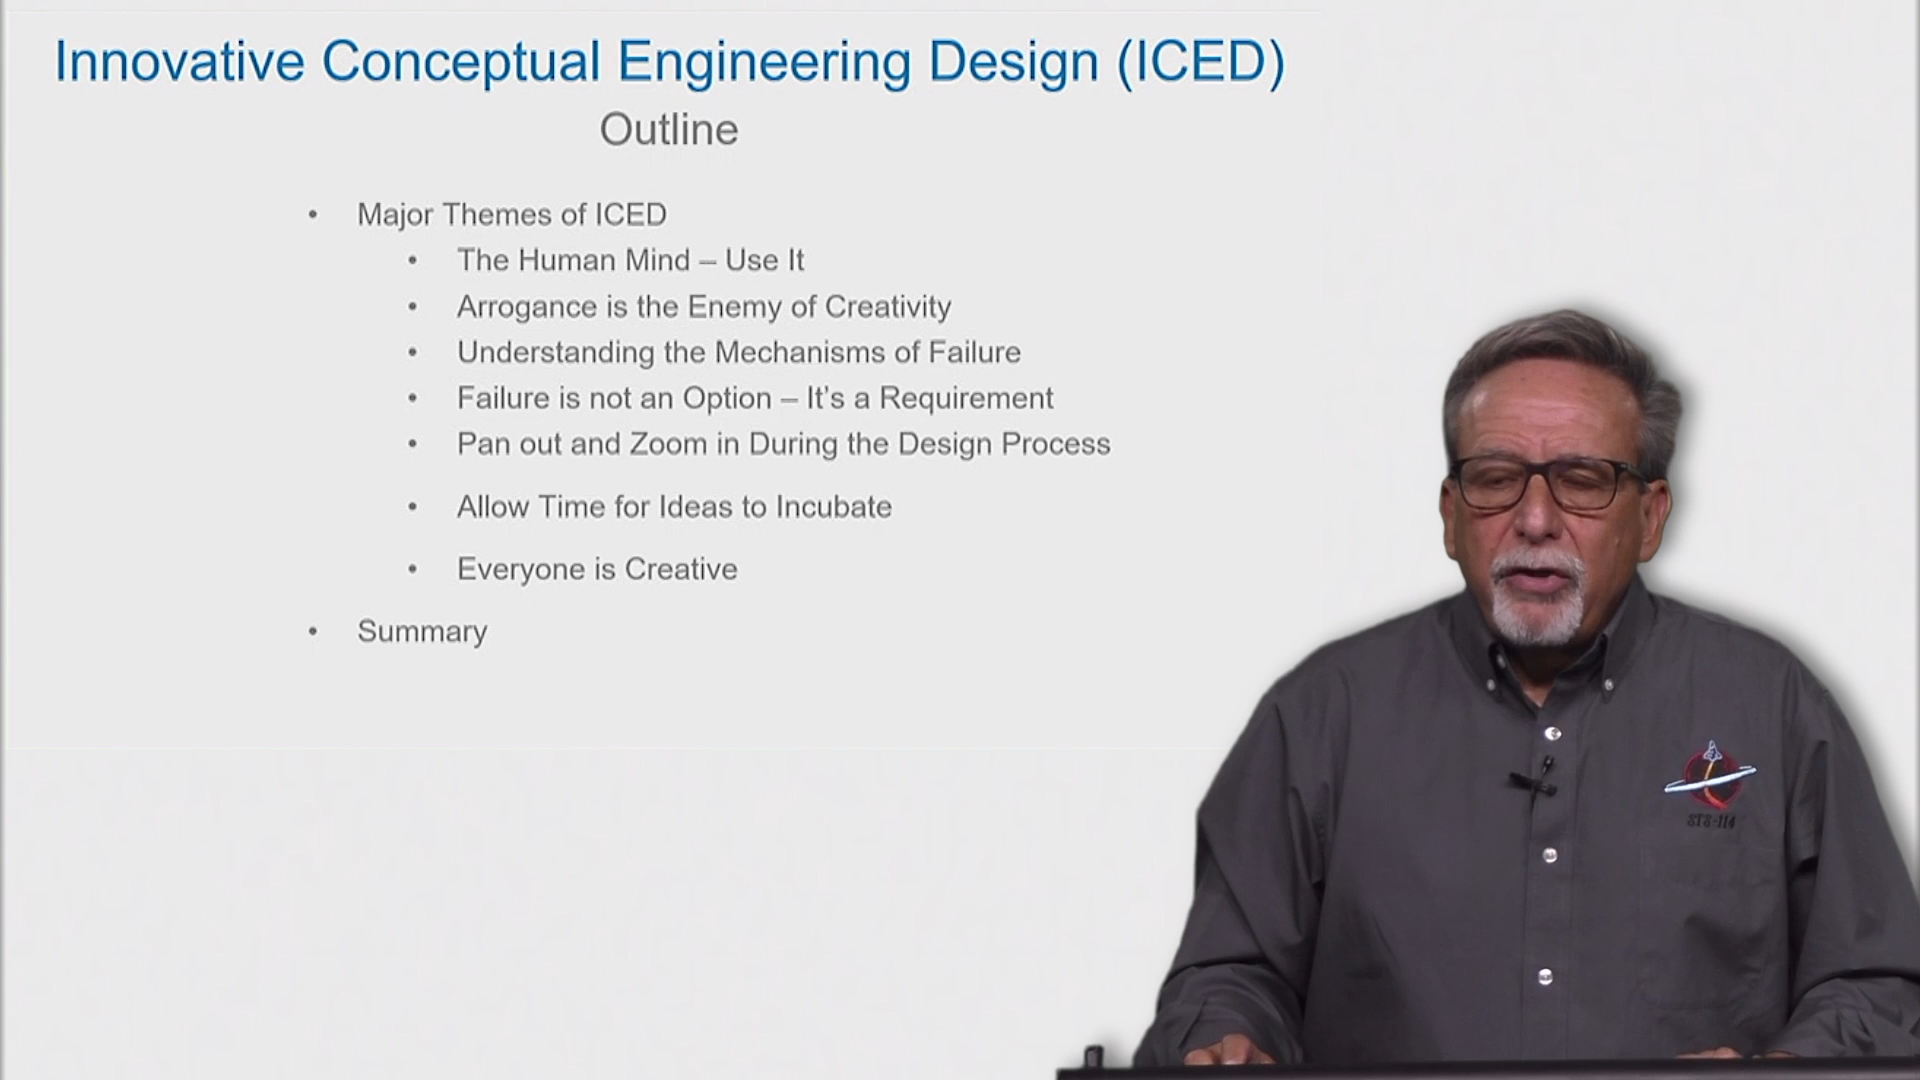 Innovative Conceptual Engineering Design (ICED)
Outline
• Major Themes of ICED
• The Human Mind – Use It
• Arrogance is the Enemy of Creativity
• Understanding the Mechanisms of Failure
• Failure is not an Option – It's a Requirement
• Pan out and Zoom in During the Design Process
• Allow Time for Ideas to Incubate
• Everyone is Creative
• Summary
STS-114